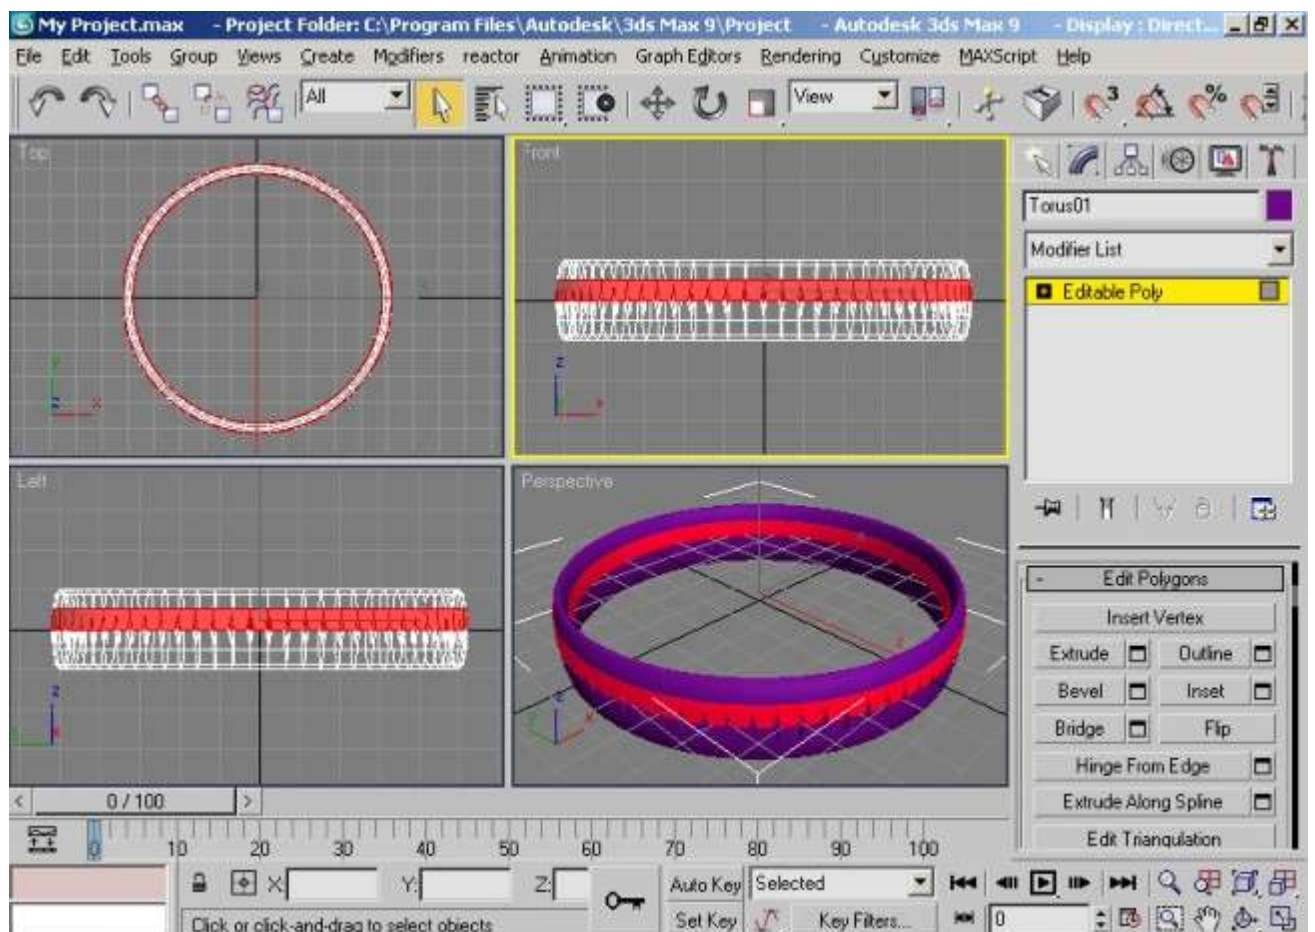 My Project.max - Project Folder: C:\Program Files\Autodesk\3ds Max 9\Project - Autodesk 3ds Max 9 - Display : Direct...
File Edit Tools Group Views Create Modifiers reactor Animation Graph Editors Rendering Customize MAXScript Help
All View 3 %
Top Front
Torus01
Modifier List
Editable Poly
z
y
z x x
Left Perspective
- Edit Polygons
Insert Vertex
Extrude Outline
Bevel Inset
Bridge Flip
Hinge From Edge
Extrude Along Spline
Edit Triangulation
z z
x y x
< 0 / 100 >
0 10 20 30 40 50 60 70 80 90 100
X: Y: Z: Auto Key Selected
Click or click-and-drag to select objects Set Key Key Filters... 0